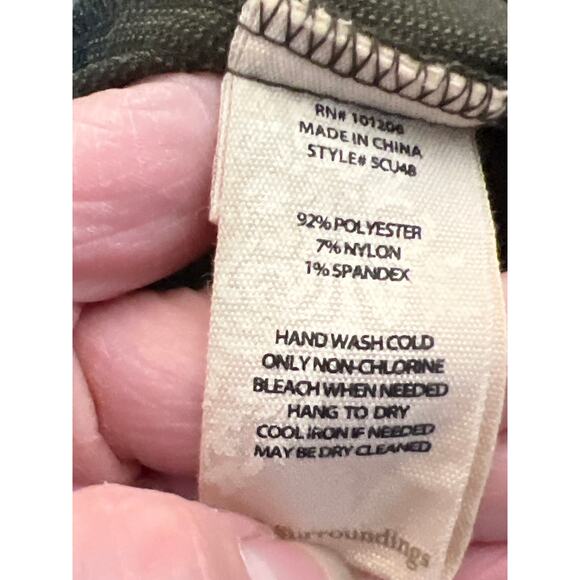 RN# 101206
MADE IN CHINA
STYLE# SCU48
92% POLYESTER
7% NYLON
1% SPANDEX
HAND WASH COLD
ONLY NON-CHLORINE
BLEACH WHEN NEEDED
HANG TO DRY
COOL IRON IF NEEDED
MAY BE DRY CLEANED
Surroundings